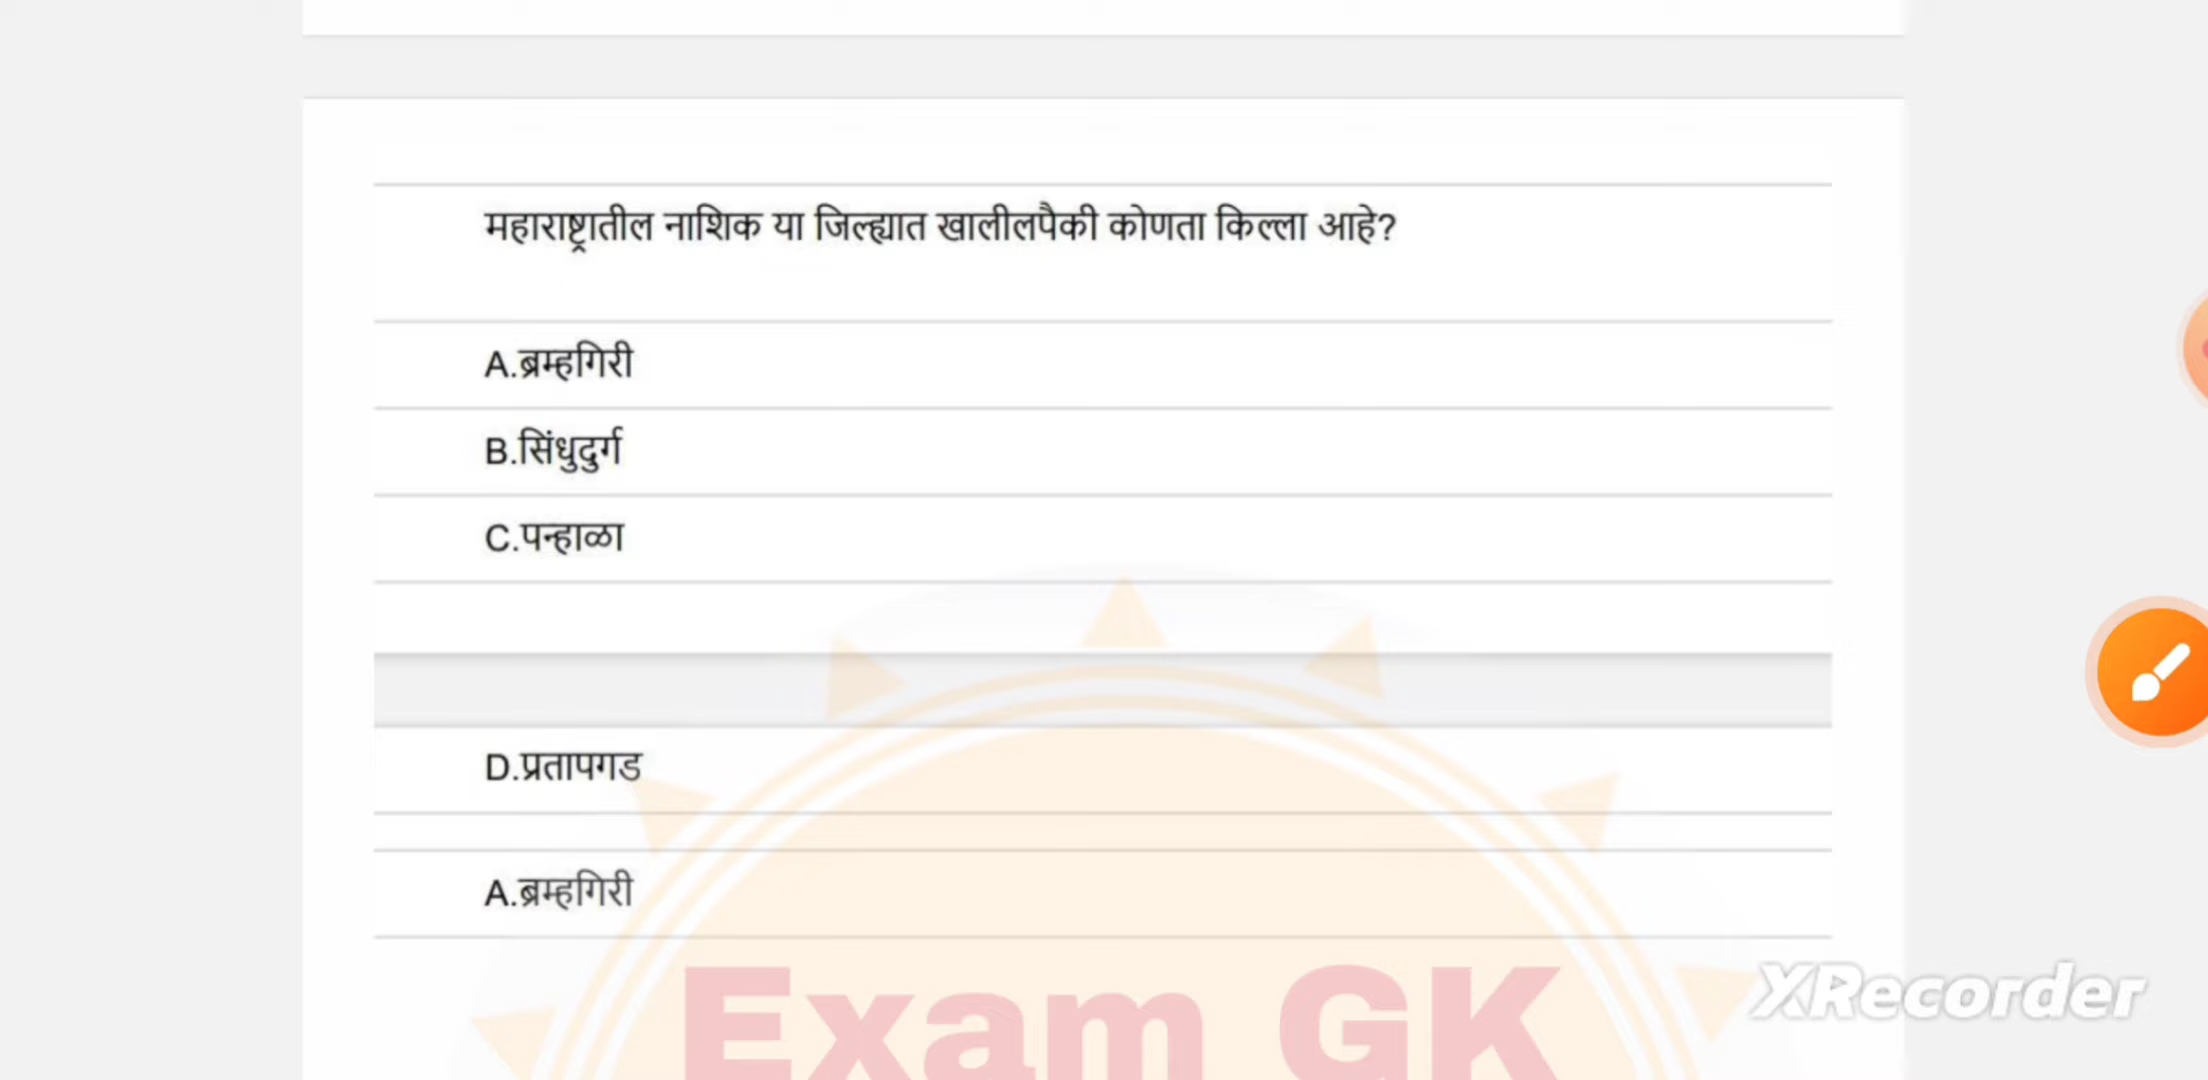 महाराष्ट्रातील नाशिक या जिल्ह्यात खालीलपैकी कोणता किल्ला आहे?
A.ब्रम्हगिरी
B.सिंधुदुर्ग
C.पन्हाळा
D.प्रतापगड
A.ब्रम्हगिरी
Exam GK
XRecorder